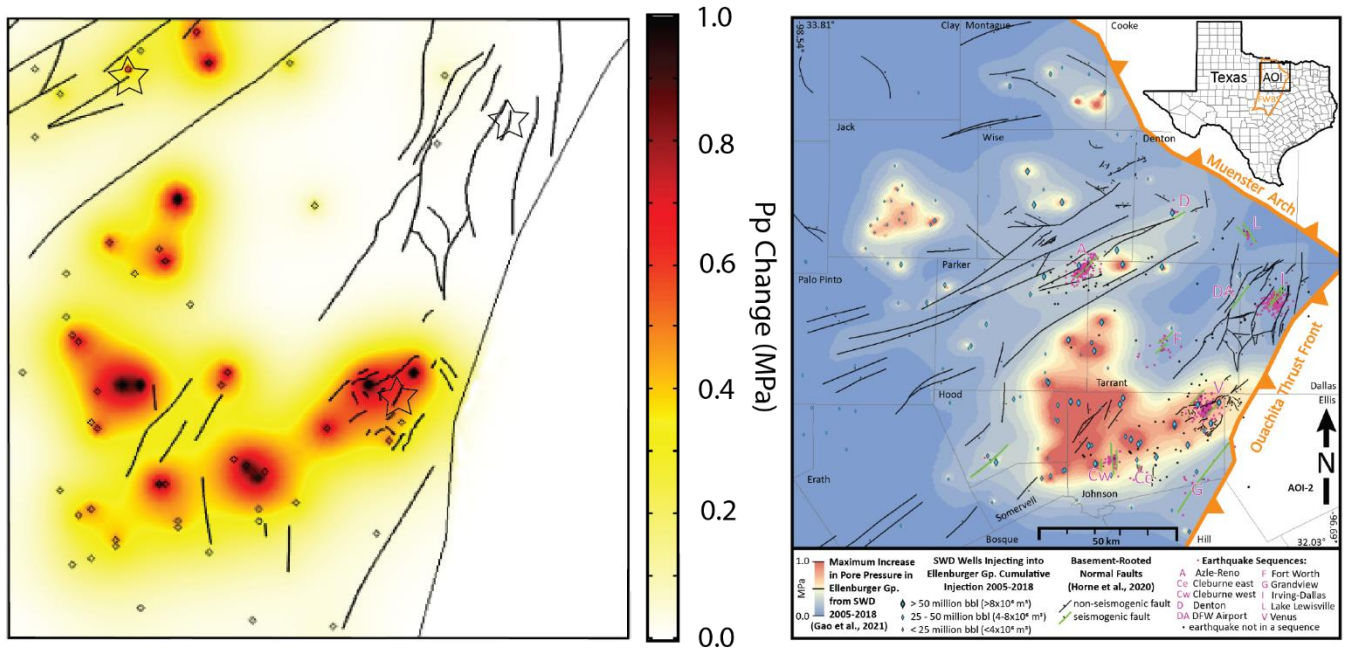 1.0
0.8
0.6
0.4
0.2
0.0
Pp Change (MPa)
33.81°
-98.54°
Clay
Montague
Cooke
Texas
AOI
Jack
Wise
Denton
Muenster Arch
D
L
A
Palo Pinto
Parker
DA
I
F
Tarrant
Hood
V
Dallas
Ellis
Ouachita Thrust Front
N
Erath
Cw
Ce
G
Johnson
Somervell
AOI-2
Bosque
50 km
Hill
32.03°
-96.69°
1.0
MPa
0.0
Maximum Increase
in Pore Pressure in
Ellenburger Gp.
from SWD
2005-2018
(Gao et al., 2021)
SWD Wells Injecting into
Ellenburger Gp. Cumulative
Injection 2005-2018
> 50 million bbl (>8x10⁶ m³)
25 - 50 million bbl (4-8x10⁶ m³)
< 25 million bbl (<4x10⁶ m³)
Basement-Rooted
Normal Faults
(Horne et al., 2020)
non-seismogenic fault
seismogenic fault
• Earthquake Sequences:
A Azle-Reno
Ce Cleburne east
Cw Cleburne west
D Denton
DA DFW Airport
F Fort Worth
G Grandview
I Irving-Dallas
L Lake Lewisville
V Venus
• earthquake not in a sequence